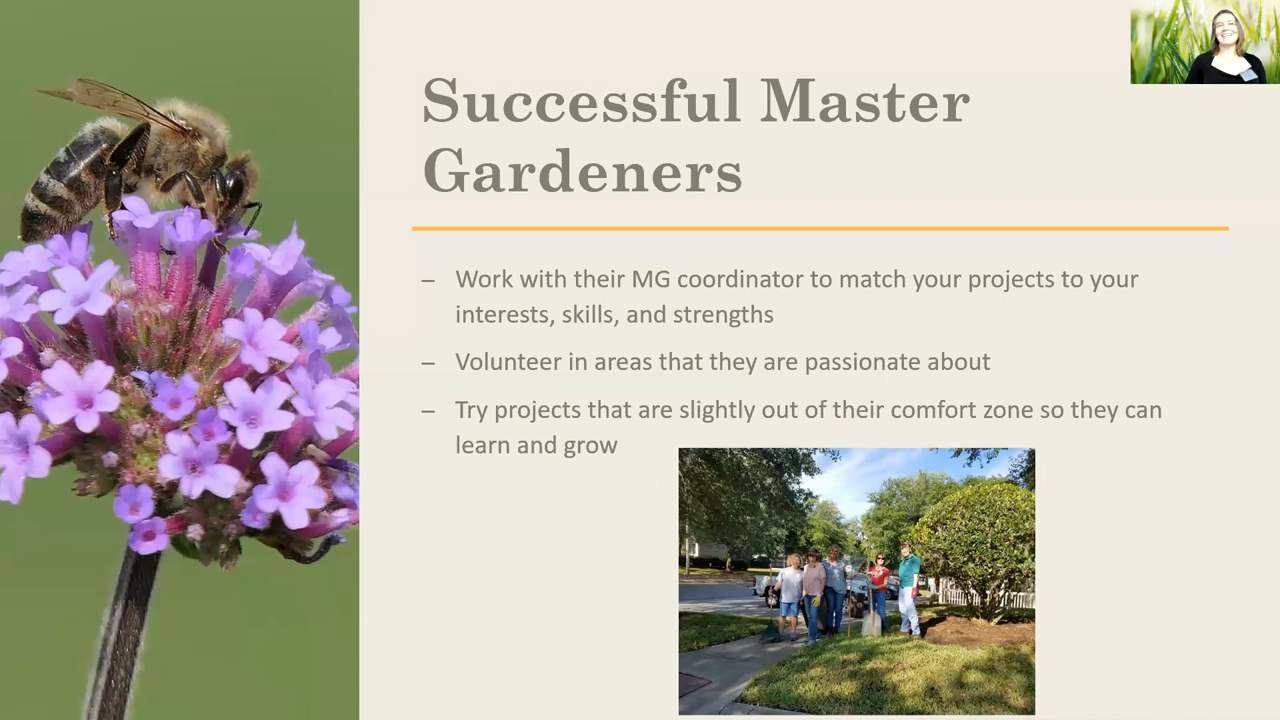 Successful Master
Gardeners
– Work with their MG coordinator to match your projects to your
interests, skills, and strengths
– Volunteer in areas that they are passionate about
– Try projects that are slightly out of their comfort zone so they can
learn and grow